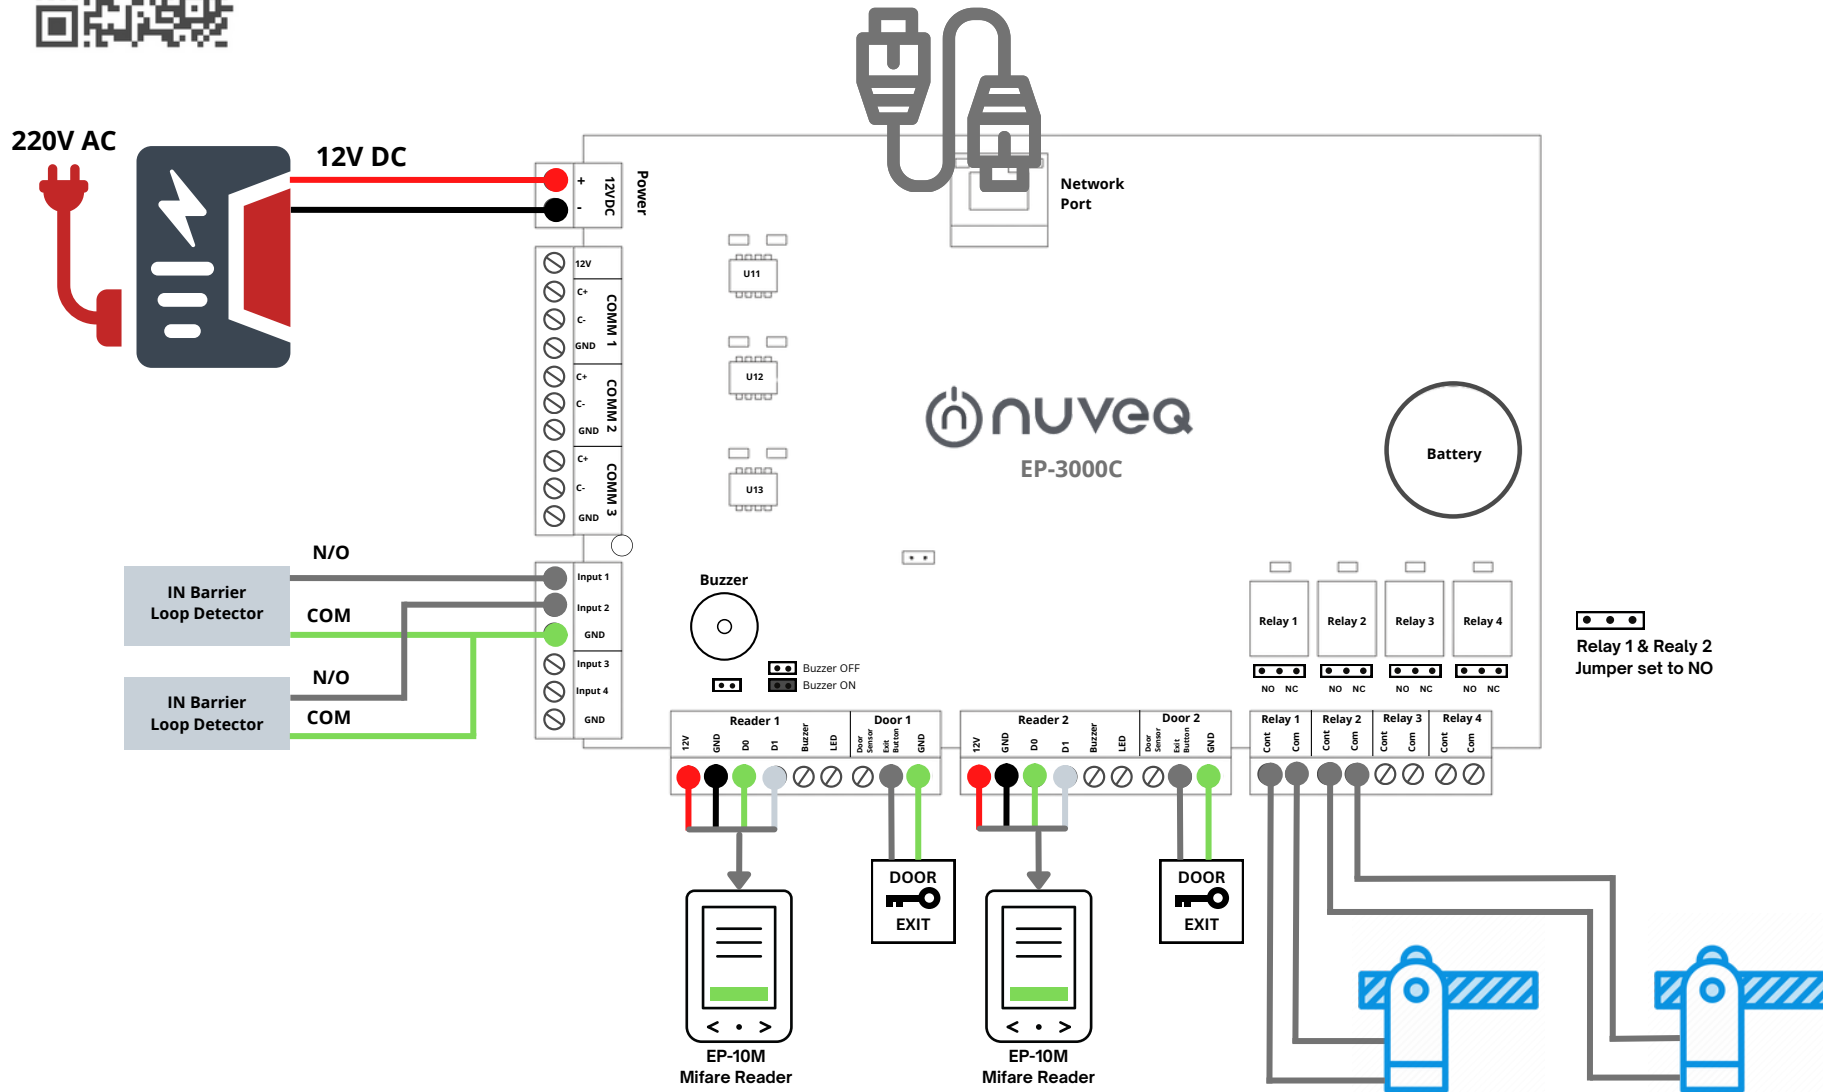 220V AC
12V DC
+
-
12VDC
Power
Network
Port
12V
C+
C-
GND
COMM 1
C+
C-
GND
COMM 2
C+
C-
GND
COMM 3
U11
U12
U13
nuveq
EP-3000C
Battery
N/O
IN Barrier
Loop Detector
COM
N/O
IN Barrier
Loop Detector
COM
Input 1
Input 2
GND
Input 3
Input 4
GND
Buzzer
Buzzer OFF
Buzzer ON
Relay 1
Relay 2
Relay 3
Relay 4
NO NC
NO NC
NO NC
NO NC
Relay 1 & Realy 2
Jumper set to NO
Reader 1
12V
GND
D0
D1
Buzzer
LED
Door 1
Door
Sensor
Exit
Button
GND
Reader 2
12V
GND
D0
D1
Buzzer
LED
Door 2
Door
Sensor
Exit
Button
GND
Relay 1
Cont
Com
Relay 2
Cont
Com
Relay 3
Cont
Com
Relay 4
Cont
Com
DOOR
EXIT
DOOR
EXIT
EP-10M
Mifare Reader
EP-10M
Mifare Reader